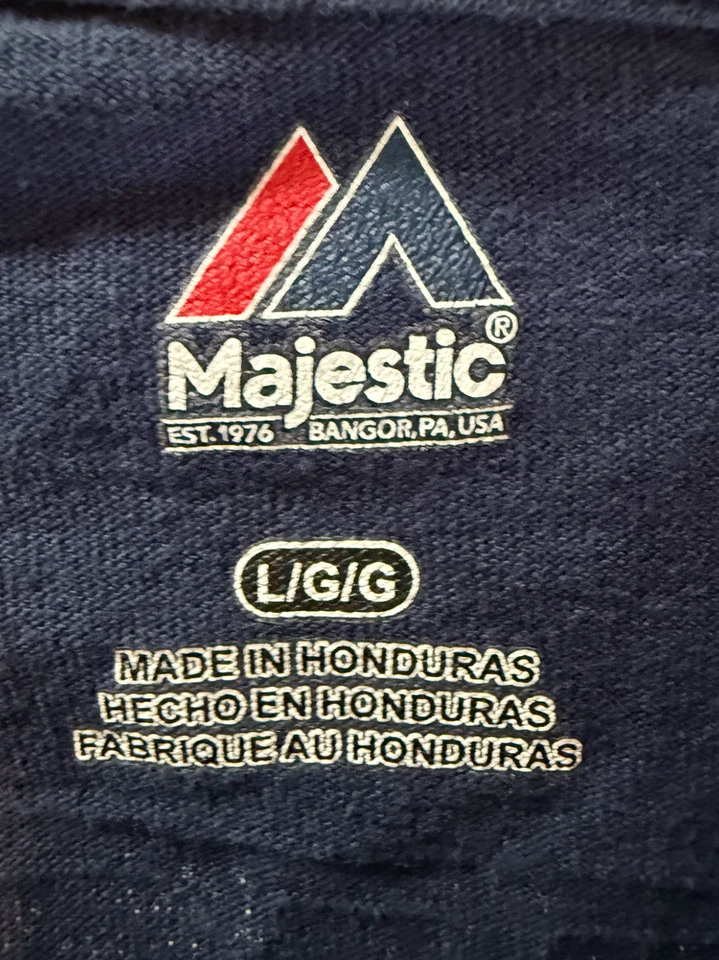 Majestic®
EST. 1976 BANGOR, PA, USA
L/G/G
MADE IN HONDURAS
HECHO EN HONDURAS
FABRIQUE AU HONDURAS